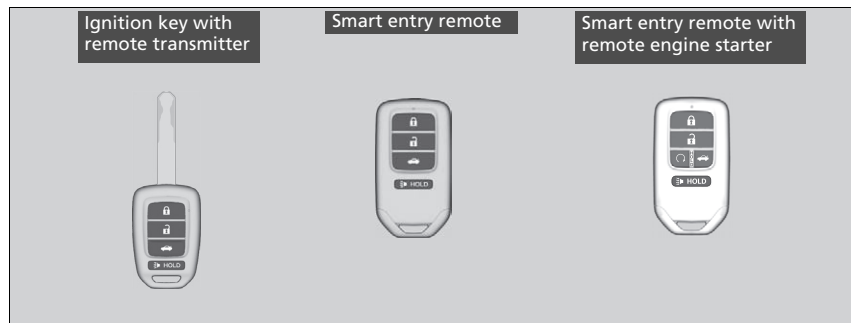 Ignition key with
remote transmitter
Smart entry remote
Smart entry remote with
remote engine starter
HOLD
HOLD
HOLD